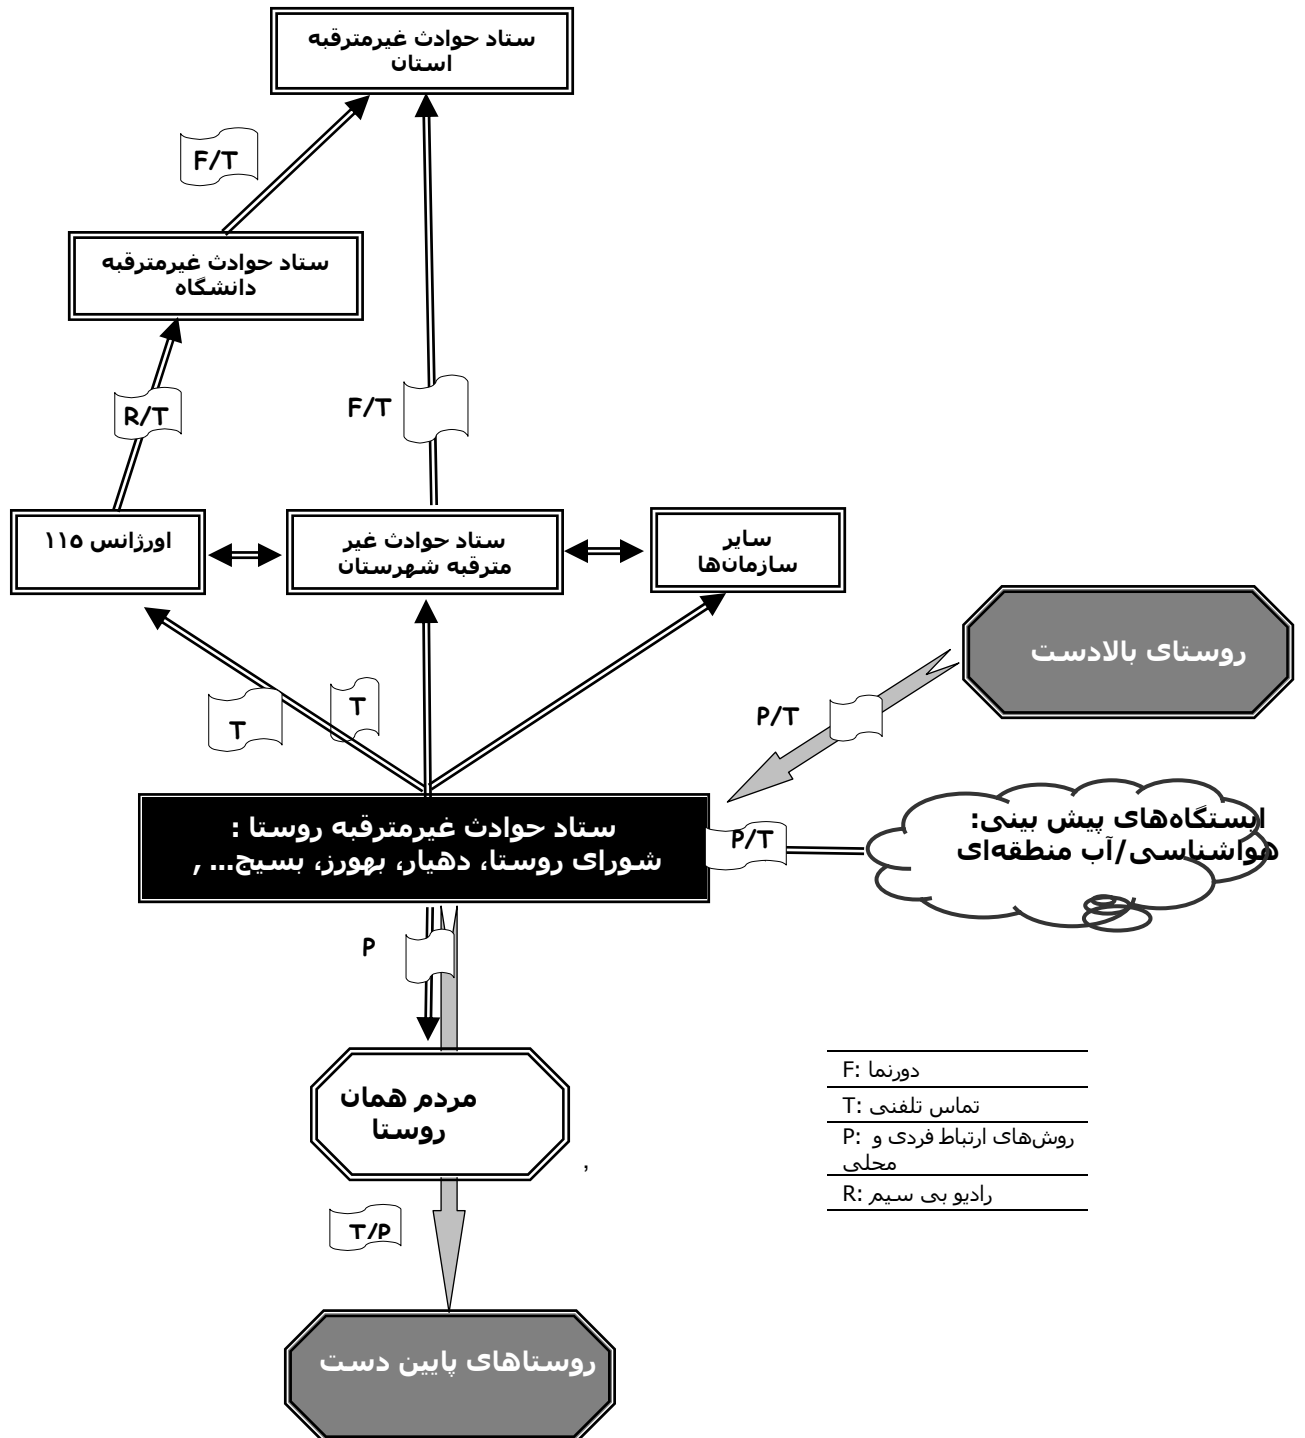 ستاد حوادث غیرمترقبه
استان
F/T
ستاد حوادث غیرمترقبه
دانشگاه
R/T
F/T
اورژانس ۱۱۵
ستاد حوادث غیر
مترقبه شهرستان
سایر
سازمان‌ها
روستای بالادست
T
T
P/T
ستاد حوادث غیرمترقبه روستا :
شورای روستا، دهیار، بهورز، بسیج... ,
P/T
ایستگاه‌های پیش بینی:
هواشناسی/آب منطقه‌ای
P
مردم همان
روستا
,
F: دورنما
T: تماس تلفنی
P: روش‌های ارتباط فردی و
محلی
R: رادیو بی سیم
T/P
روستاهای پایین دست